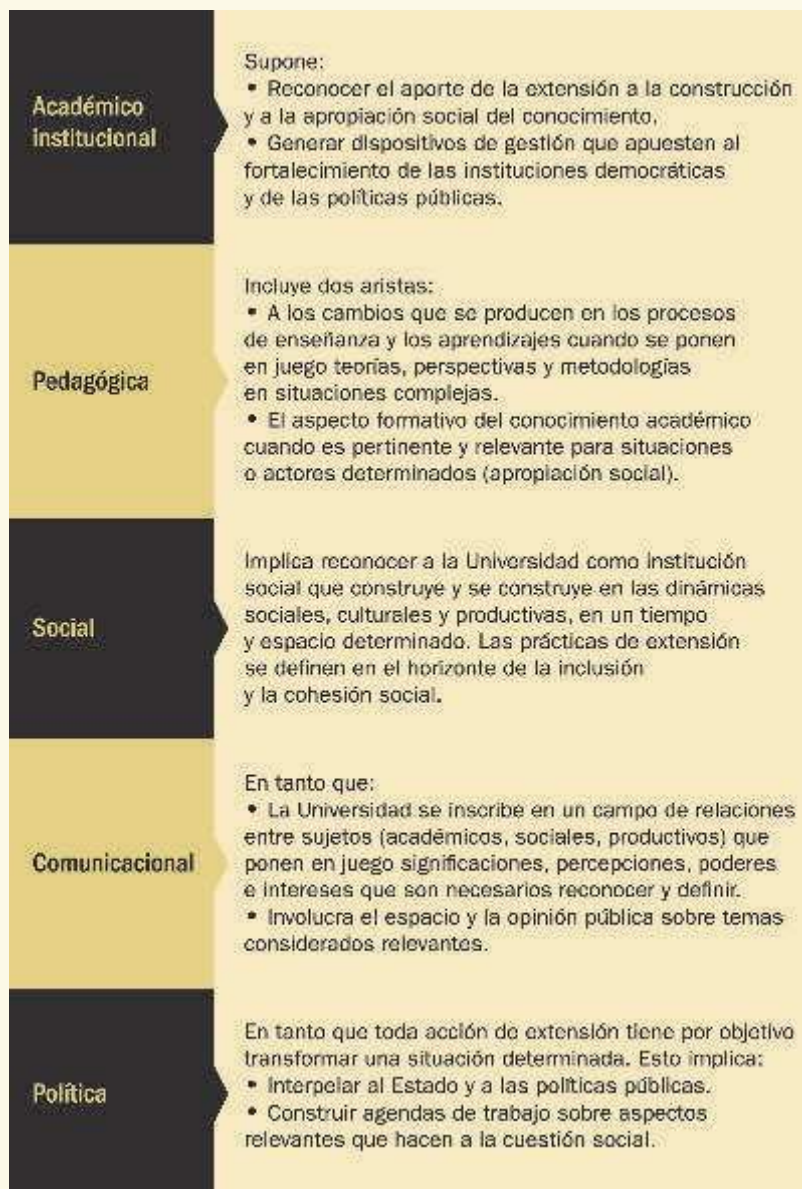 Académico
institucional
Supone:
• Reconocer el aporte de la extensión a la construcción
y a la apropiación social del conocimiento.
• Generar dispositivos de gestión que apuesten al
fortalecimiento de las instituciones democráticas
y de las políticas públicas.
Pedagógica
Incluye dos aristas:
• A los cambios que se producen en los procesos
de enseñanza y los aprendizajes cuando se ponen
en juego teorías, perspectivas y metodologías
en situaciones complejas.
• El aspecto formativo del conocimiento académico
cuando es pertinente y relevante para situaciones
o actores determinados (apropiación social).
Social
Implica reconocer a la Universidad como institución
social que construye y se construye en las dinámicas
sociales, culturales y productivas, en un tiempo
y espacio determinado. Las prácticas de extensión
se definen en el horizonte de la inclusión
y la cohesión social.
Comunicacional
En tanto que:
• La Universidad se inscribe en un campo de relaciones
entre sujetos (académicos, sociales, productivos) que
ponen en juego significaciones, percepciones, poderes
e intereses que son necesarios reconocer y definir.
• Involucra el espacio y la opinión pública sobre temas
considerados relevantes.
Política
En tanto que toda acción de extensión tiene por objetivo
transformar una situación determinada. Esto implica:
• Interpelar al Estado y a las políticas públicas.
• Construir agendas de trabajo sobre aspectos
relevantes que hacen a la cuestión social.